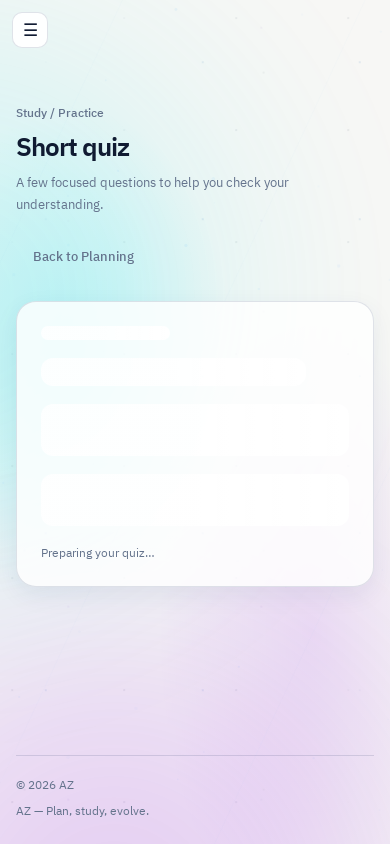 ☰
Study / Practice
Short quiz
A few focused questions to help you check your
understanding.
Back to Planning
Preparing your quiz...
© 2026 AZ
AZ — Plan, study, evolve.